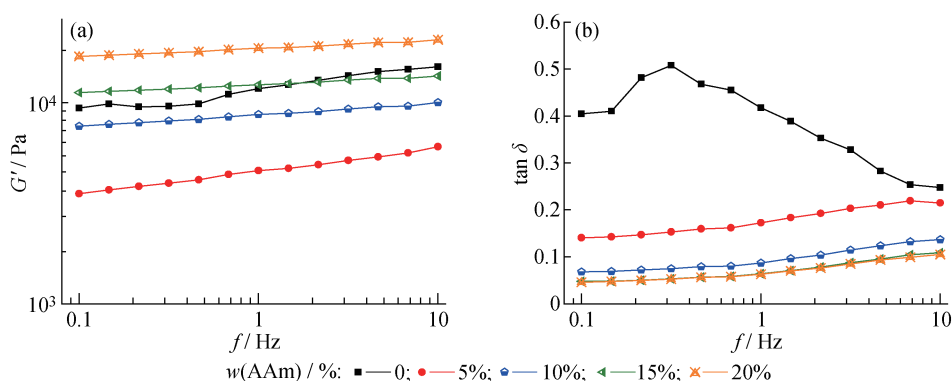 (a)
10⁴
10³
G′ / Pa
0.1
1
10
f / Hz
(b)
0.6
0.5
0.4
0.3
0.2
0.1
0
tan δ
0.1
1
10
f / Hz
w(AAm) / %: 0; 5%; 10%; 15%; 20%